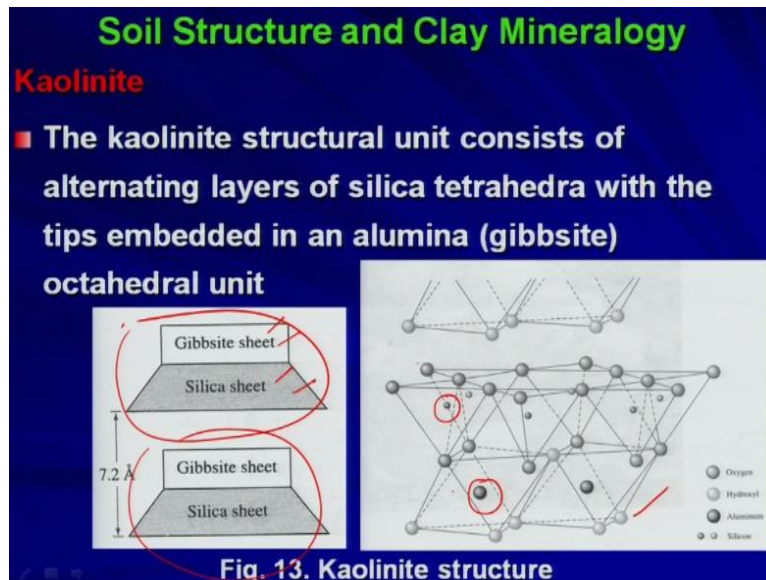 Soil Structure and Clay Mineralogy
Kaolinite
The kaolinite structural unit consists of
alternating layers of silica tetrahedra with the
tips embedded in an alumina (gibbsite)
octahedral unit
Gibbsite sheet
Silica sheet
7.2 Å
Gibbsite sheet
Silica sheet
Oxygen
Hydroxyl
Aluminum
Silicon
Fig. 13. Kaolinite structure